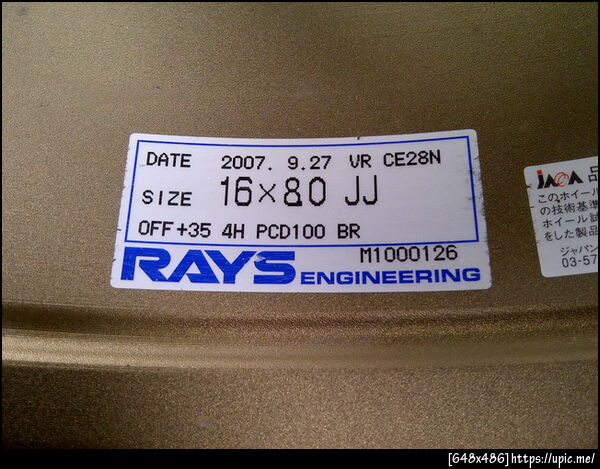 DATE 2007. 9.27 VR CE28N
SIZE 16×8.0 JJ
OFF+35 4H PCD100 BR
M1000126
RAYS ENGINEERING
JAWA 品
このホイール
の技術基準
ホイール試
をした製品
ジャパン
03-57
[648x486]https://upic.me/